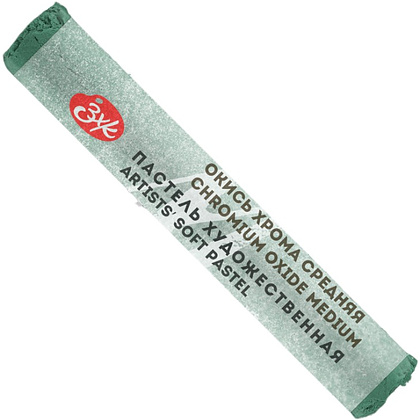 ЗХК
ОКИСЬ ХРОМА СРЕДНЯЯ
CHROMIUM OXIDE MEDIUM
ПАСТЕЛЬ ХУДОЖЕСТВЕННАЯ
ARTISTS' SOFT PASTEL